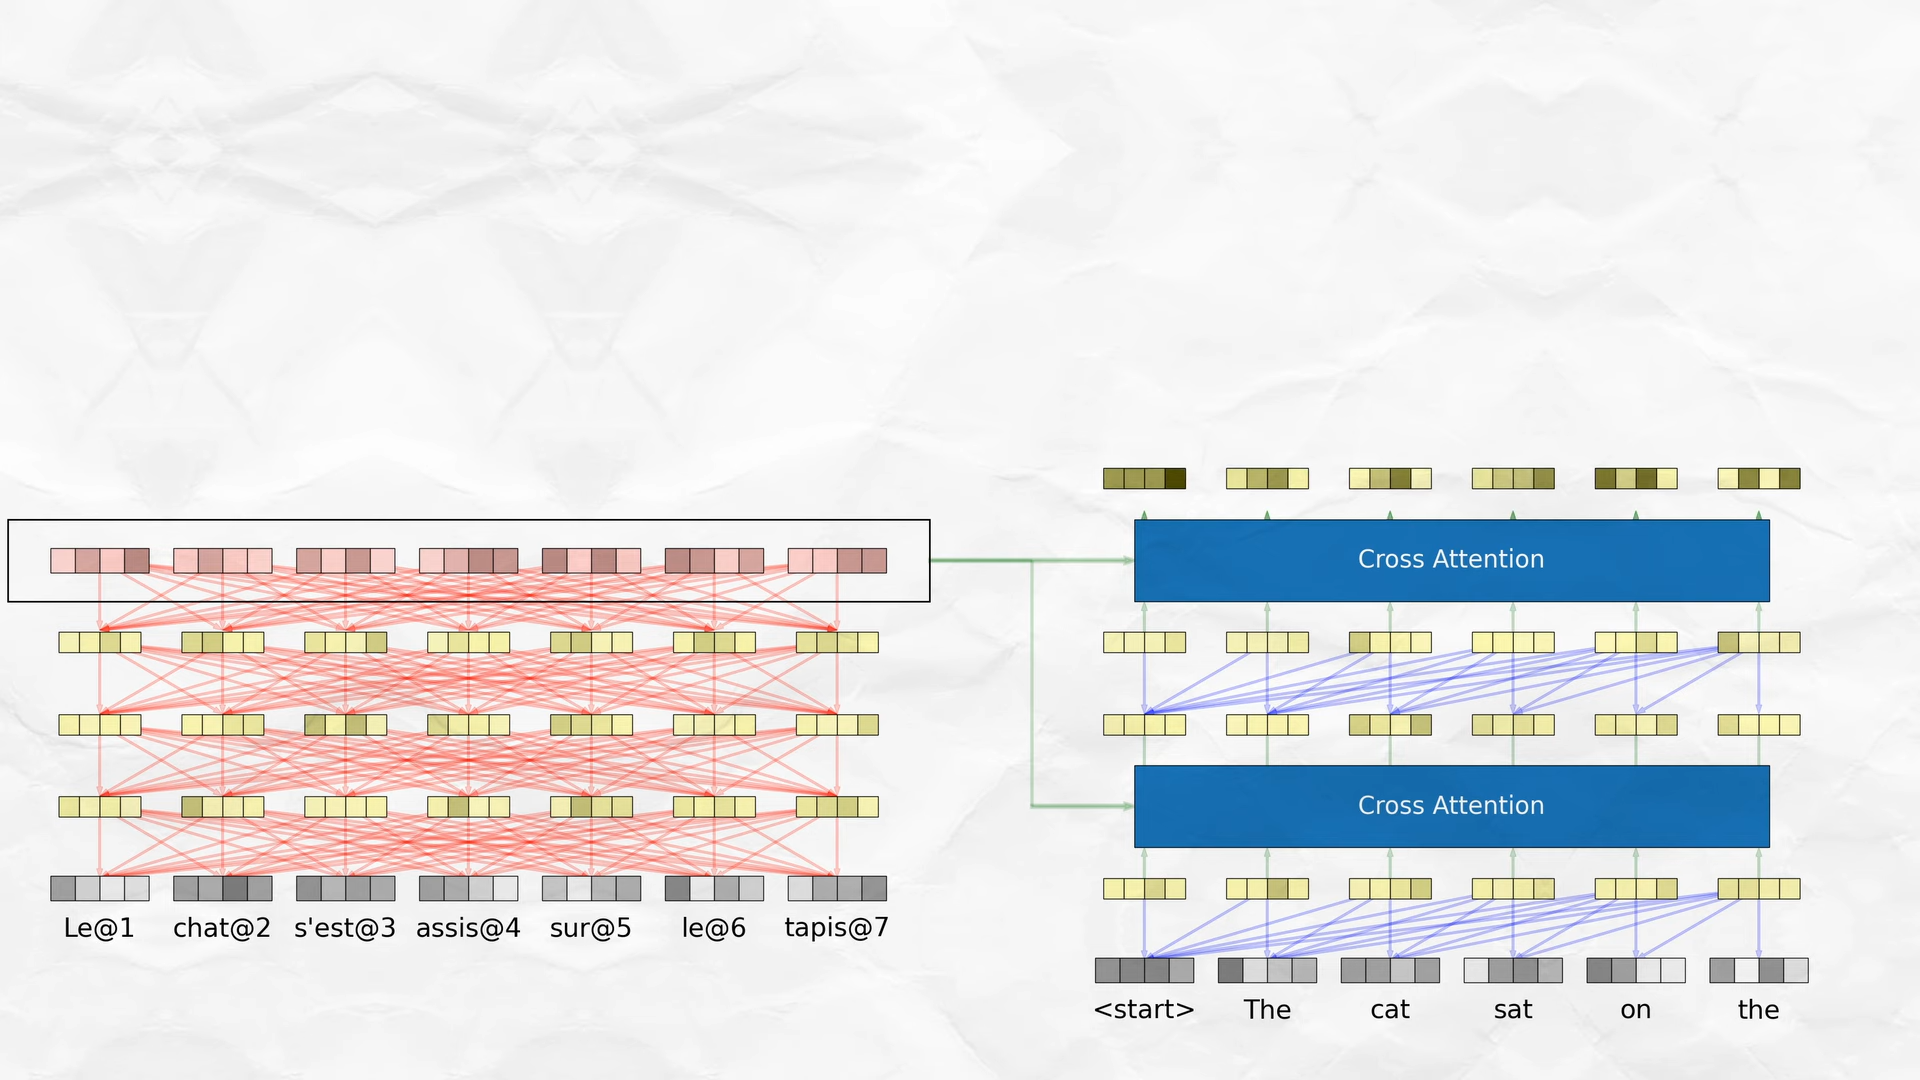 Cross Attention
Cross Attention
Le@1 chat@2 s'est@3 assis@4 sur@5 le@6 tapis@7
<start> The cat sat on the